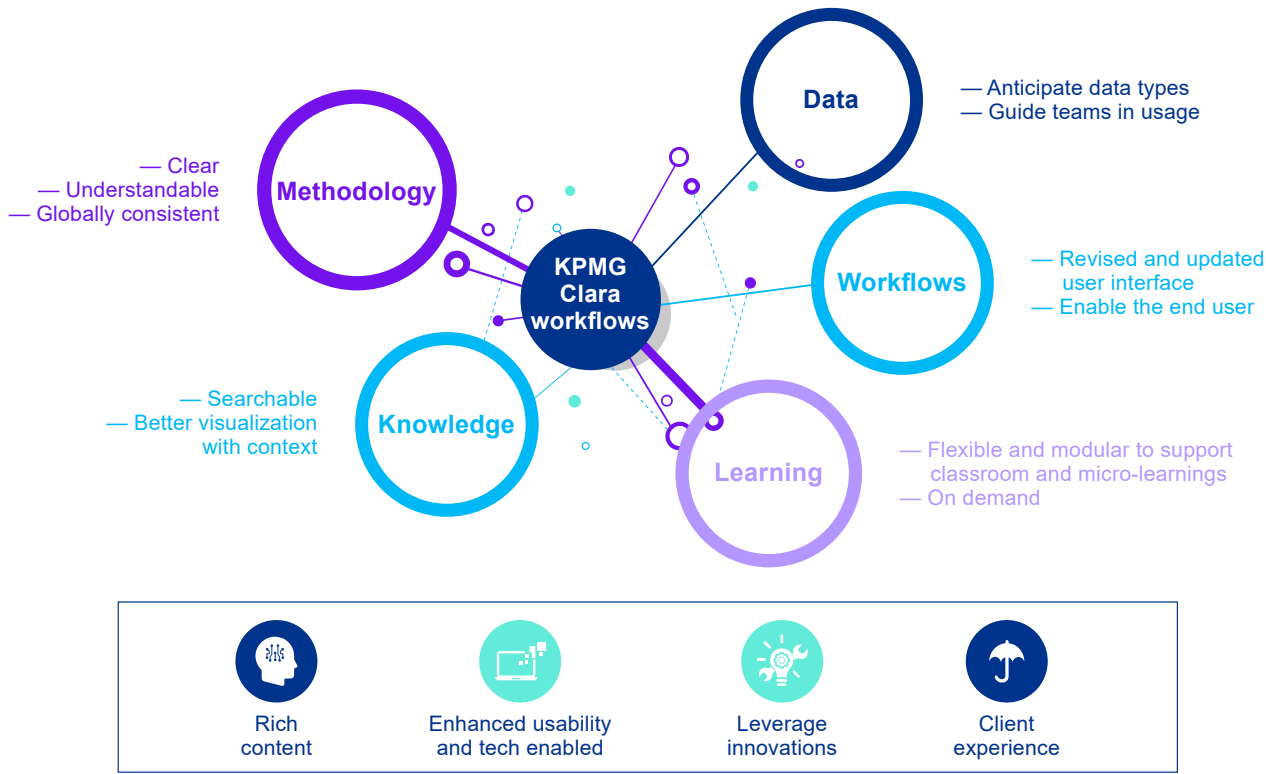 Data
— Anticipate data types
— Guide teams in usage
— Clear
— Understandable
— Globally consistent
Methodology
KPMG
Clara
workflows
Workflows
— Revised and updated
user interface
— Enable the end user
— Searchable
— Better visualization
with context
Knowledge
Learning
— Flexible and modular to support
classroom and micro-learnings
— On demand
Rich
content
Enhanced usability
and tech enabled
Leverage
innovations
Client
experience